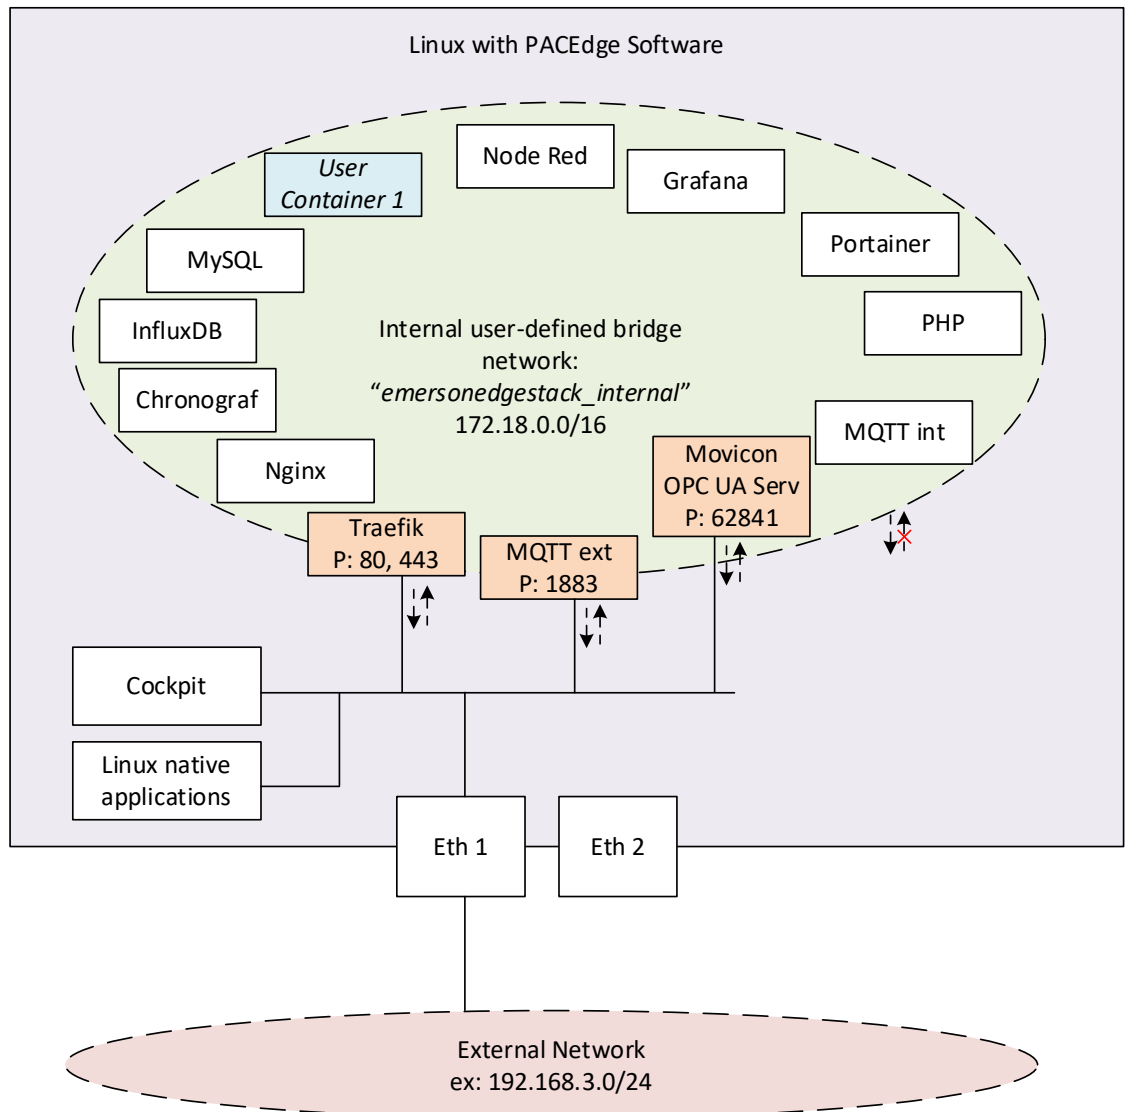 Linux with PACEdge Software
Node Red
User
Container 1
Grafana
Portainer
MySQL
PHP
InfluxDB
Internal user-defined bridge
network:
“emersonedgestack_internal”
172.18.0.0/16
Chronograf
MQTT int
Nginx
Movicon
OPC UA Serv
P: 62841
Traefik
P: 80, 443
MQTT ext
P: 1883
Cockpit
Linux native
applications
Eth 1
Eth 2
External Network
ex: 192.168.3.0/24